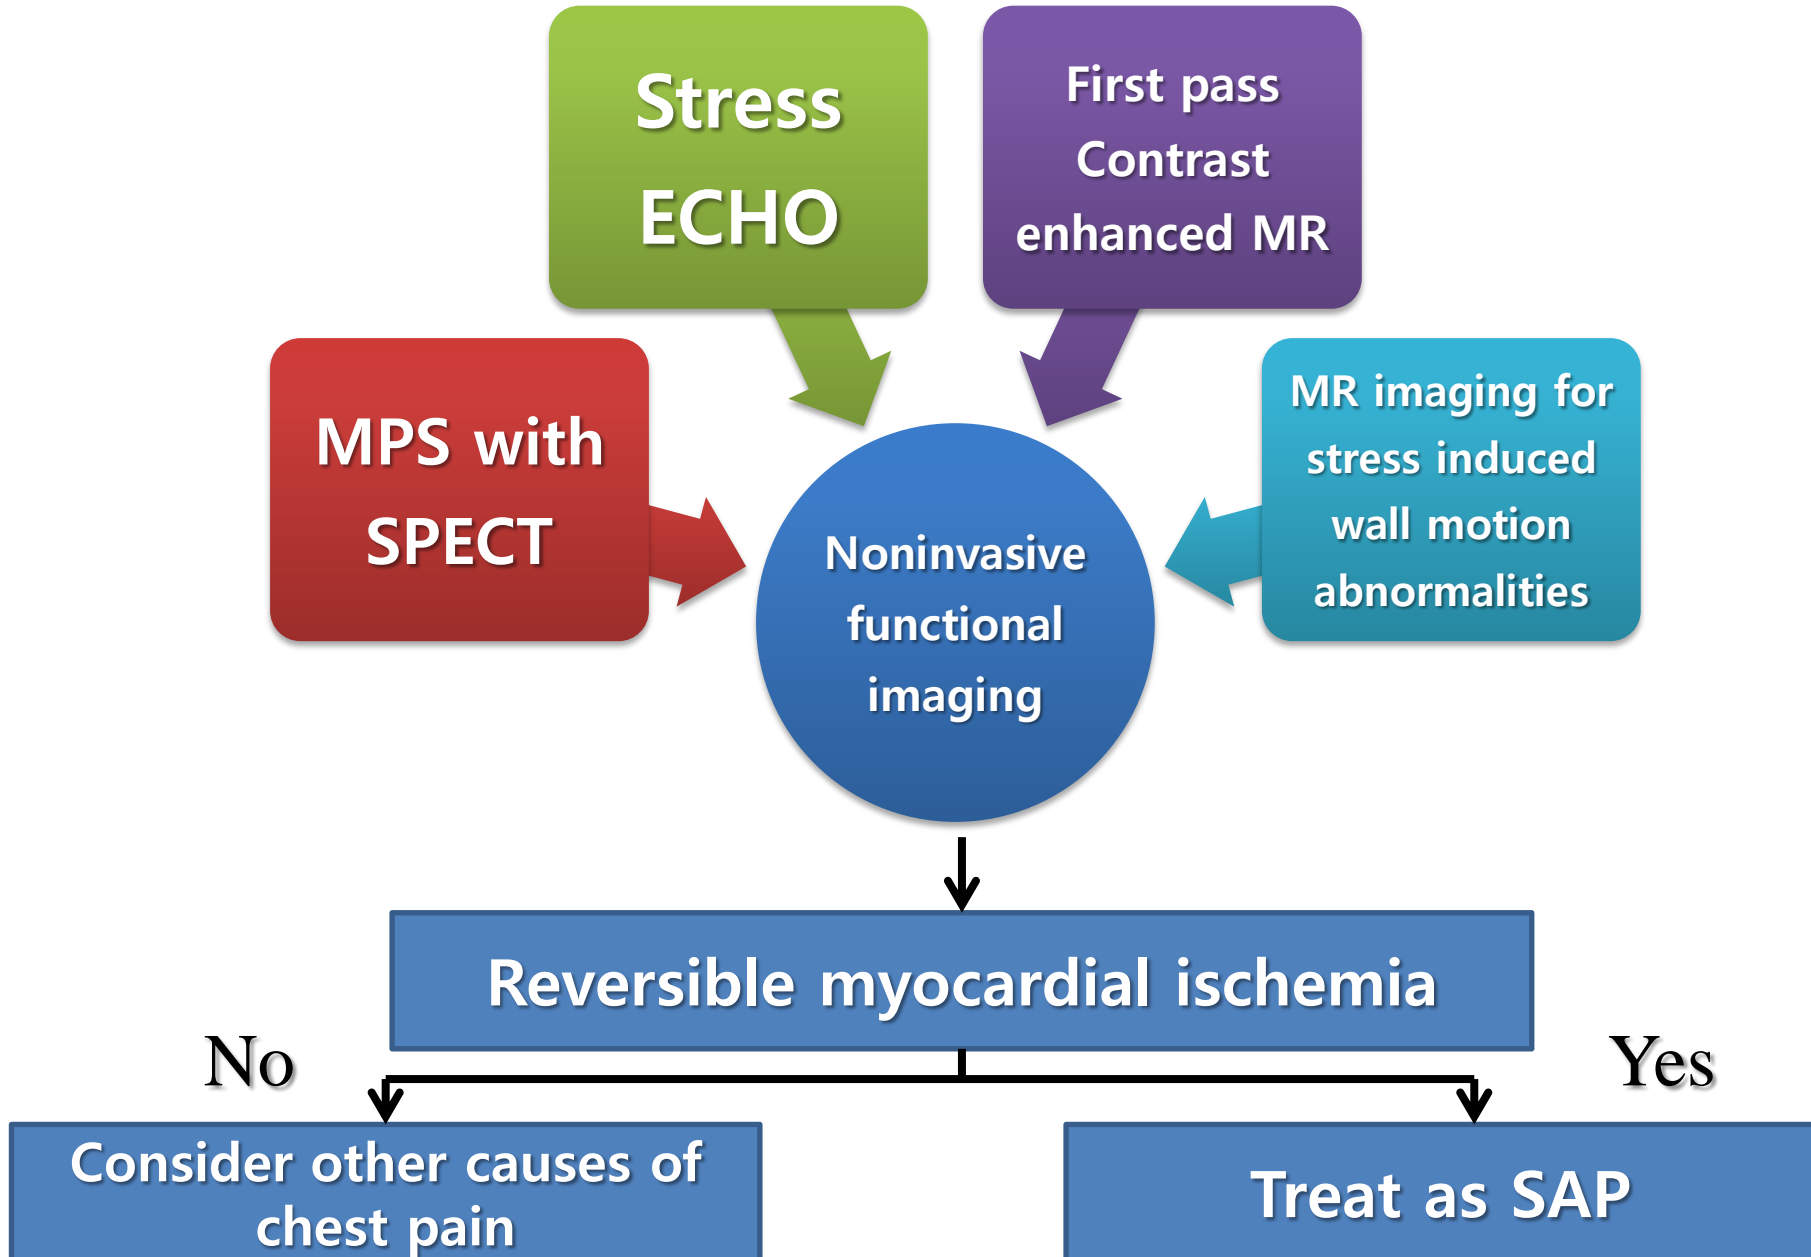 Stress
ECHO
First pass
Contrast
enhanced MR
MPS with
SPECT
MR imaging for
stress induced
wall motion
abnormalities
Noninvasive
functional
imaging
Reversible myocardial ischemia
No
Yes
Consider other causes of
chest pain
Treat as SAP